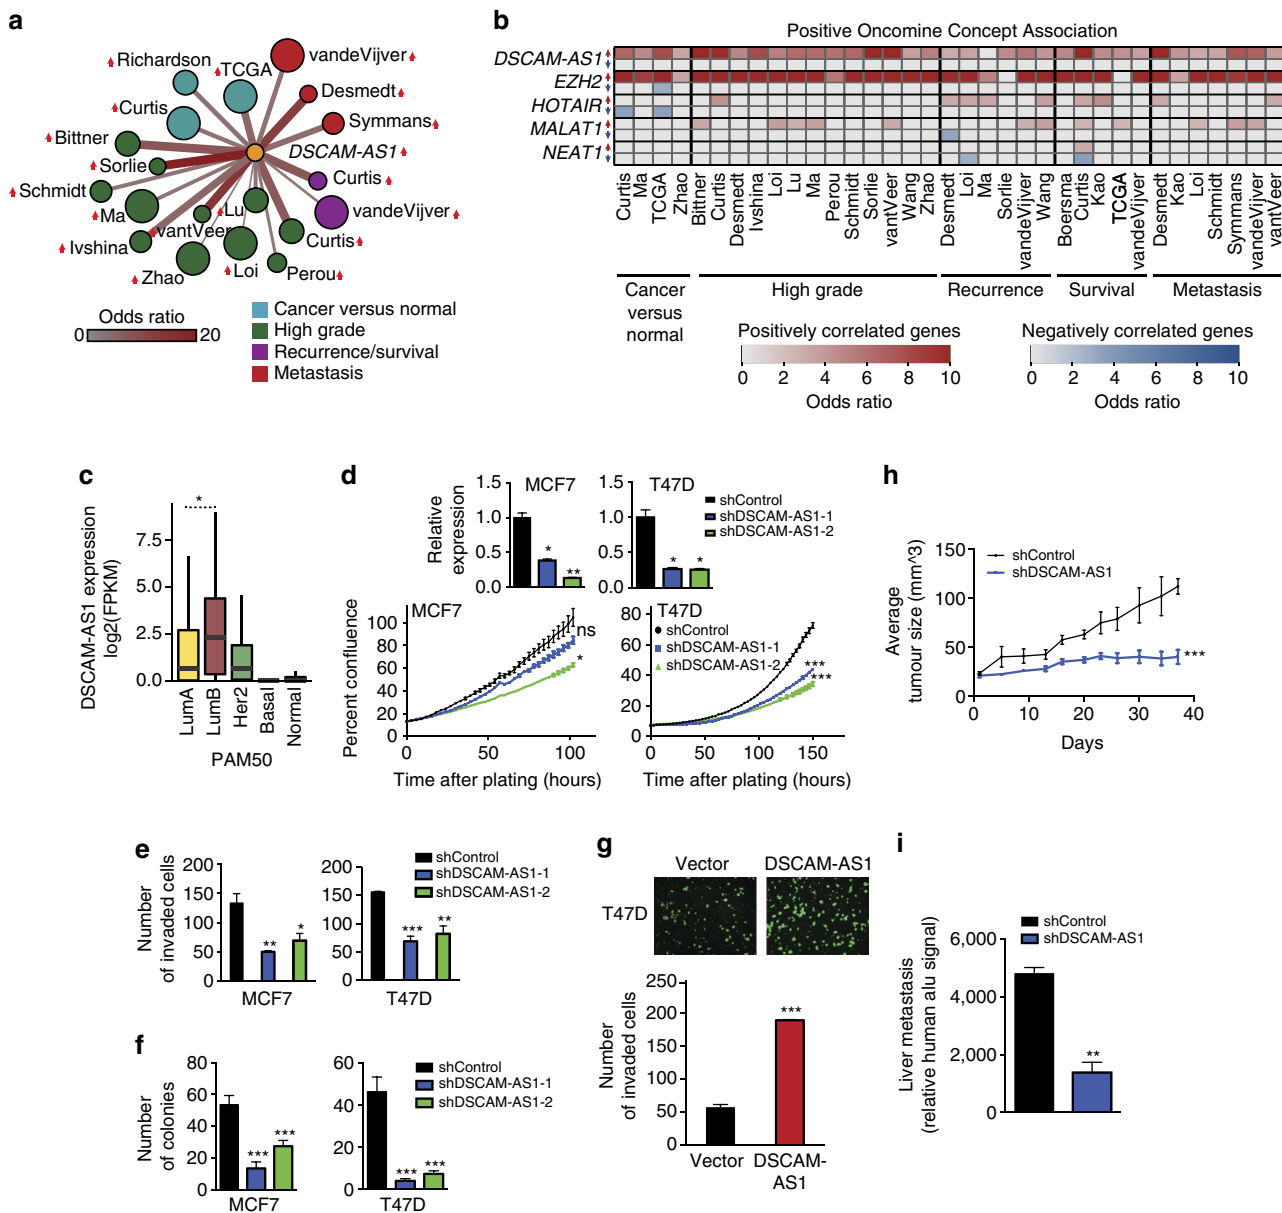 a
Richardson
TCGA
vandeVijver
Desmedt
Symmans
Curtis
Bittner
Sorlie
DSCAM-AS1
Schmidt
Ma
Lu
vantVeer
Curtis
vandeVijver
Ivshina
Zhao
Loi
Perou
Curtis
Odds ratio
0 20
Cancer versus normal
High grade
Recurrence/survival
Metastasis
b
Positive Oncomine Concept Association
DSCAM-AS1
EZH2
HOTAIR
MALAT1
NEAT1
Curtis Ma TCGA Zhao Bittner Curtis Desmedt Ivshina Loi Lu Ma Perou Schmidt Sorlie vantVeer Wang Zhao Desmedt Loi Ma Sorlie vandeVijver Wang Boersma Curtis Kao TCGA vandeVijver Desmedt Kao Loi Schmidt Symmans vandeVijver vantVeer
Cancer versus normal
High grade
Recurrence
Survival
Metastasis
Positively correlated genes
0 2 4 6 8 10
Odds ratio
Negatively correlated genes
0 2 4 6 8 10
Odds ratio
c
DSCAM-AS1 expression
log2(FPKM)
7.5
5.0
2.5
0.0
*
LumA LumB Her2 Basal Normal
PAM50
d
Relative
expression
1.5
1.0
0.5
0.0
MCF7
*
**
1.5
1.0
0.5
0.0
T47D
* *
shControl
shDSCAM-AS1-1
shDSCAM-AS1-2
Percent confluence
MCF7
100
80
60
40
20
0
ns
*
0 50 100
Time after plating (hours)
T47D
80
60
40
20
0
shControl
shDSCAM-AS1-1
shDSCAM-AS1-2
***
***
0 50 100 150
Time after plating (hours)
h
Average
tumour size (mm^3)
150
100
50
0
shControl
shDSCAM-AS1
***
0 10 20 30 40
Days
e
Number
of invaded cells
200
150
100
50
0
** *
MCF7
200
150
100
50
0
*** **
T47D
shControl
shDSCAM-AS1-1
shDSCAM-AS1-2
f
Number
of colonies
80
60
40
20
0
*** ***
MCF7
60
40
20
0
*** ***
T47D
shControl
shDSCAM-AS1-1
shDSCAM-AS1-2
g
Vector DSCAM-AS1
T47D
Number
of invaded cells
250
200
150
100
50
0
***
Vector DSCAM-
AS1
i
Liver metastasis
(relative human alu signal)
shControl
shDSCAM-AS1
6,000
4,000
2,000
0
**